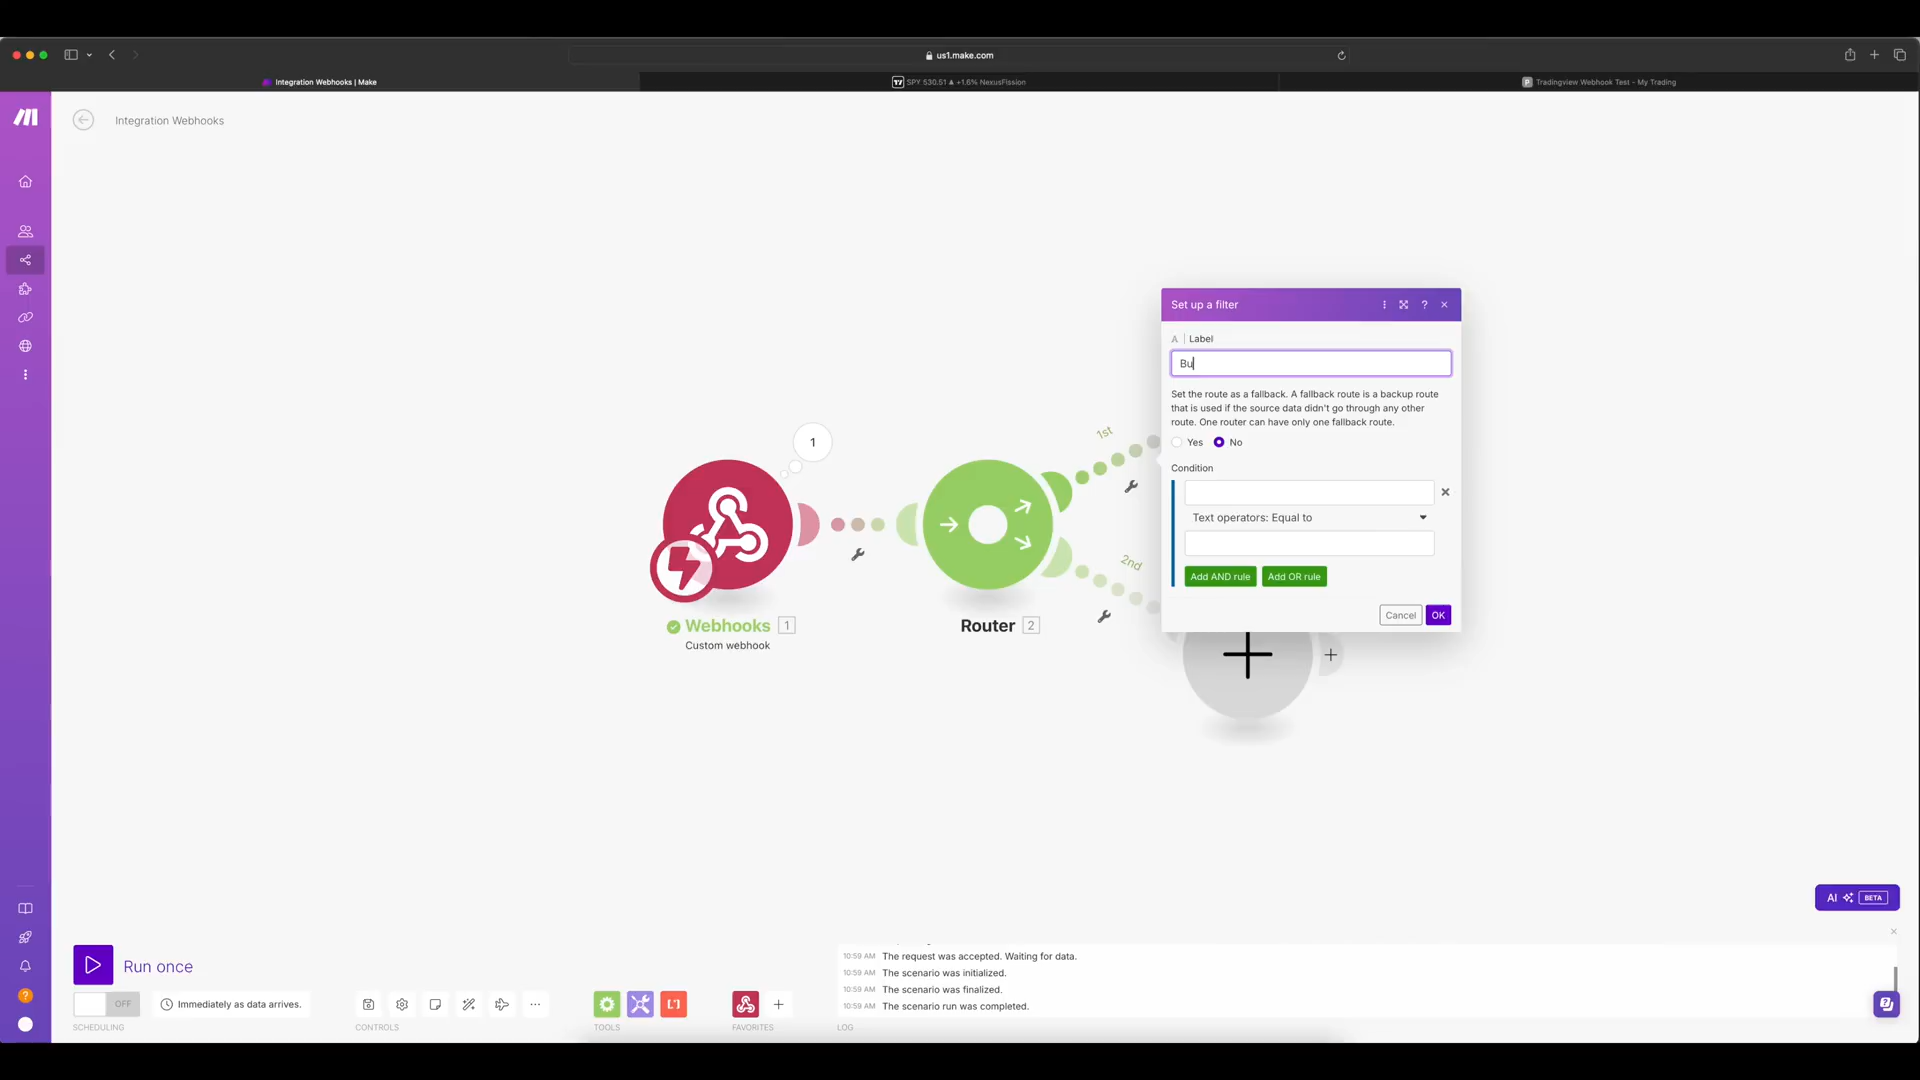 us1.make.com
Integration Webhooks | Make
SPY 530.51 ▲ +1.6% NexusFission
Tradingview Webhook Test - My Trading
Integration Webhooks
Set up a filter
A | Label
Bu
Set the route as a fallback. A fallback route is a backup route
that is used if the source data didn't go through any other
route. One router can have only one fallback route.
Yes No
Condition
Text operators: Equal to
Add AND rule Add OR rule
Cancel OK
1st
2nd
1
Webhooks 1
Custom webhook
Router 2
AI BETA
Run once
OFF
Immediately as data arrives.
SCHEDULING
CONTROLS
TOOLS
FAVORITES
LOG
10:59 AM The request was accepted. Waiting for data.
10:59 AM The scenario was initialized.
10:59 AM The scenario was finalized.
10:59 AM The scenario run was completed.